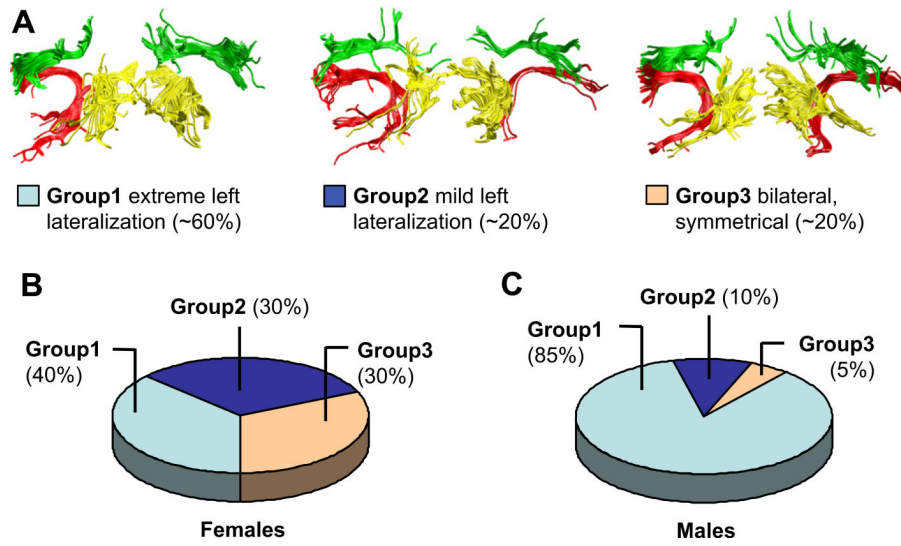 A
Group1 extreme left
lateralization (~60%)
Group2 mild left
lateralization (~20%)
Group3 bilateral,
symmetrical (~20%)
B
Group2 (30%)
Group1
(40%)
Group3
(30%)
Females
C
Group2 (10%)
Group1
(85%)
Group3
(5%)
Males